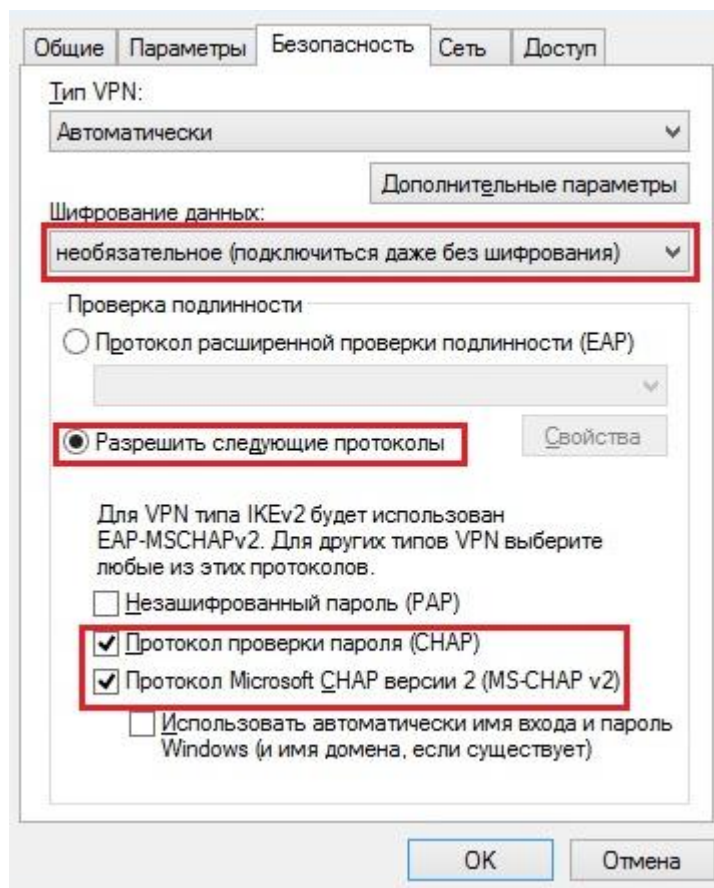 Общие Параметры Безопасность Сеть Доступ
Тип VPN:
Автоматически
Дополнительные параметры
Шифрование данных:
необязательное (подключиться даже без шифрования)
Проверка подлинности
Протокол расширенной проверки подлинности (EAP)
Разрешить следующие протоколы
Свойства
Для VPN типа IKEv2 будет использован
EAP-MSCHAPv2. Для других типов VPN выберите
любые из этих протоколов.
Незашифрованный пароль (PAP)
Протокол проверки пароля (CHAP)
Протокол Microsoft CHAP версии 2 (MS-CHAP v2)
Использовать автоматически имя входа и пароль
Windows (и имя домена, если существует)
OK Отмена